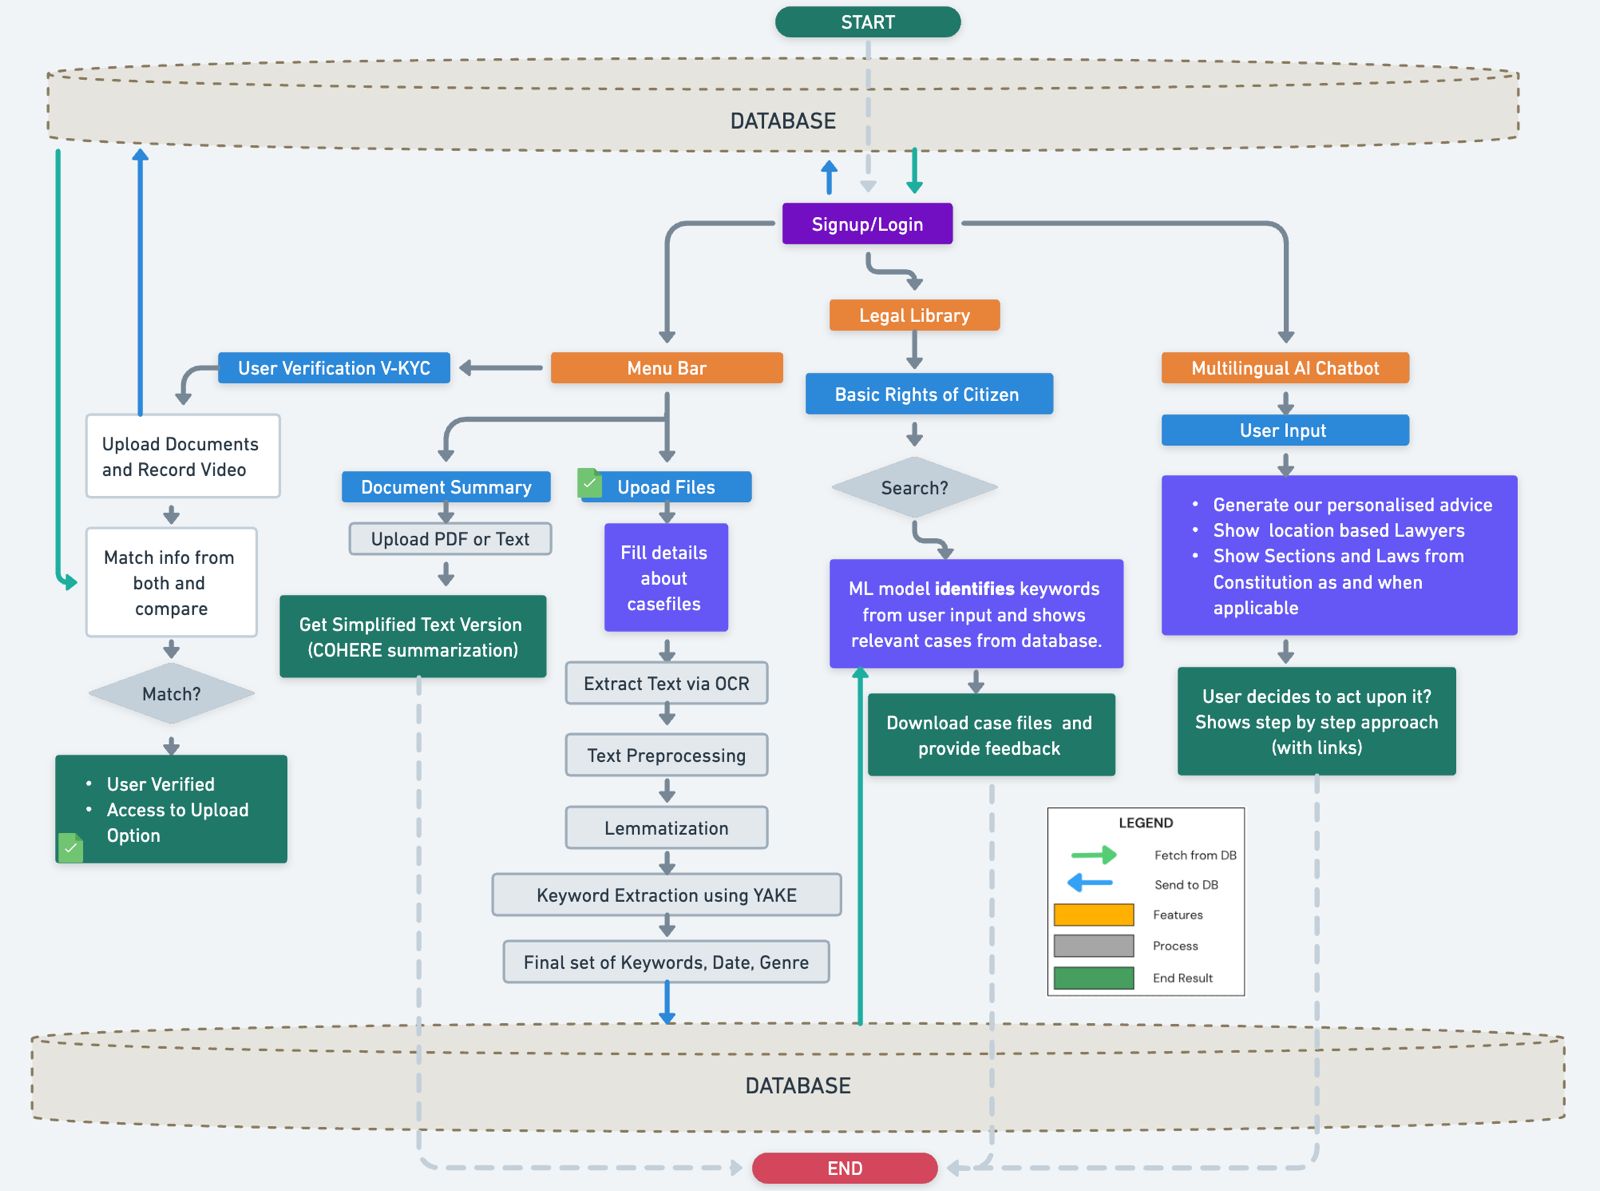 START
DATABASE
Signup/Login
Legal Library
User Verification V-KYC
Menu Bar
Multilingual AI Chatbot
Basic Rights of Citizen
User Input
Upload Documents
and Record Video
Document Summary
Upoad Files
Search?
• Generate our personalised advice
• Show  location based Lawyers
• Show Sections and Laws from
Constitution as and when
applicable
Upload PDF or Text
Fill details
about
casefiles
Match info from
both and
compare
ML model identifies keywords
from user input and shows
relevant cases from database.
Get Simplified Text Version
(COHERE summarization)
Match?
Extract Text via OCR
User decides to act upon it?
Shows step by step approach
(with links)
Download case files  and
provide feedback
Text Preprocessing
• User Verified
• Access to Upload
Option
Lemmatization
LEGEND
Fetch from DB
Send to DB
Features
Process
End Result
Keyword Extraction using YAKE
Final set of Keywords, Date, Genre
DATABASE
END